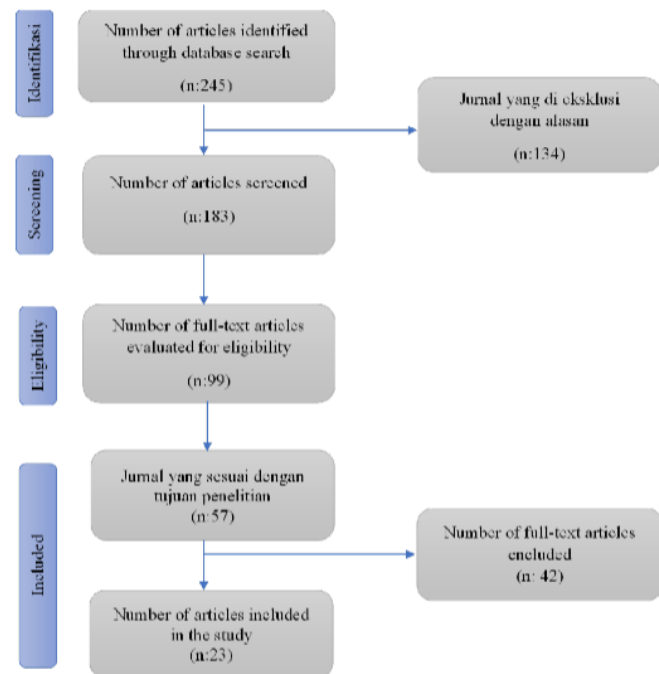 Identifikasi
Number of articles identified
through database search
(n:245)
Jurnal yang di eksklusi
dengan alasan
(n:134)
Screening
Number of articles screened
(n:183)
Eligibility
Number of full-text articles
evaluated for eligibility
(n:99)
Included
Jurnal yang sesuai dengan
tujuan penelitian
(n:57)
Number of full-text articles
encluded
(n: 42)
Number of articles included
in the study
(n:23)